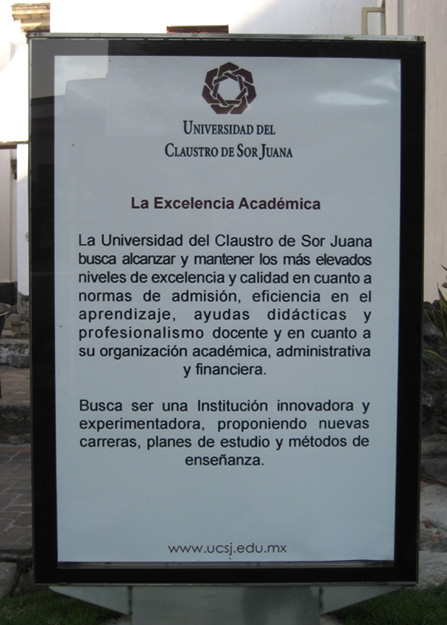 UNIVERSIDAD DEL
CLAUSTRO DE SOR JUANA
La Excelencia Académica
La Universidad del Claustro de Sor Juana
busca alcanzar y mantener los más elevados
niveles de excelencia y calidad en cuanto a
normas de admisión, eficiencia en el
aprendizaje, ayudas didácticas y
profesionalismo docente y en cuanto a
su organización académica, administrativa
y financiera.
Busca ser una Institución innovadora y
experimentadora, proponiendo nuevas
carreras, planes de estudio y métodos de
enseñanza.
www.ucsj.edu.mx